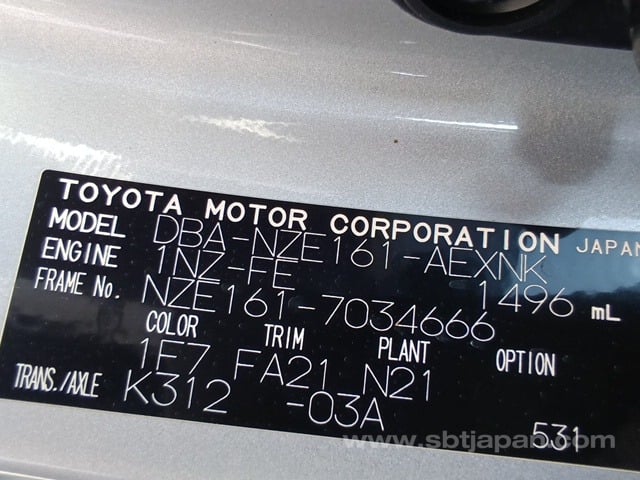 TOYOTA MOTOR CORPORATION JAPAN
MODEL DBA-NZE161-AEXNK
ENGINE 1NZ-FE 1496 mL
FRAME No. NZE161-7034666
COLOR TRIM PLANT OPTION
1F7 FA21 N21
TRANS./AXLE K312 -03A
531
www.sbtjapan.com